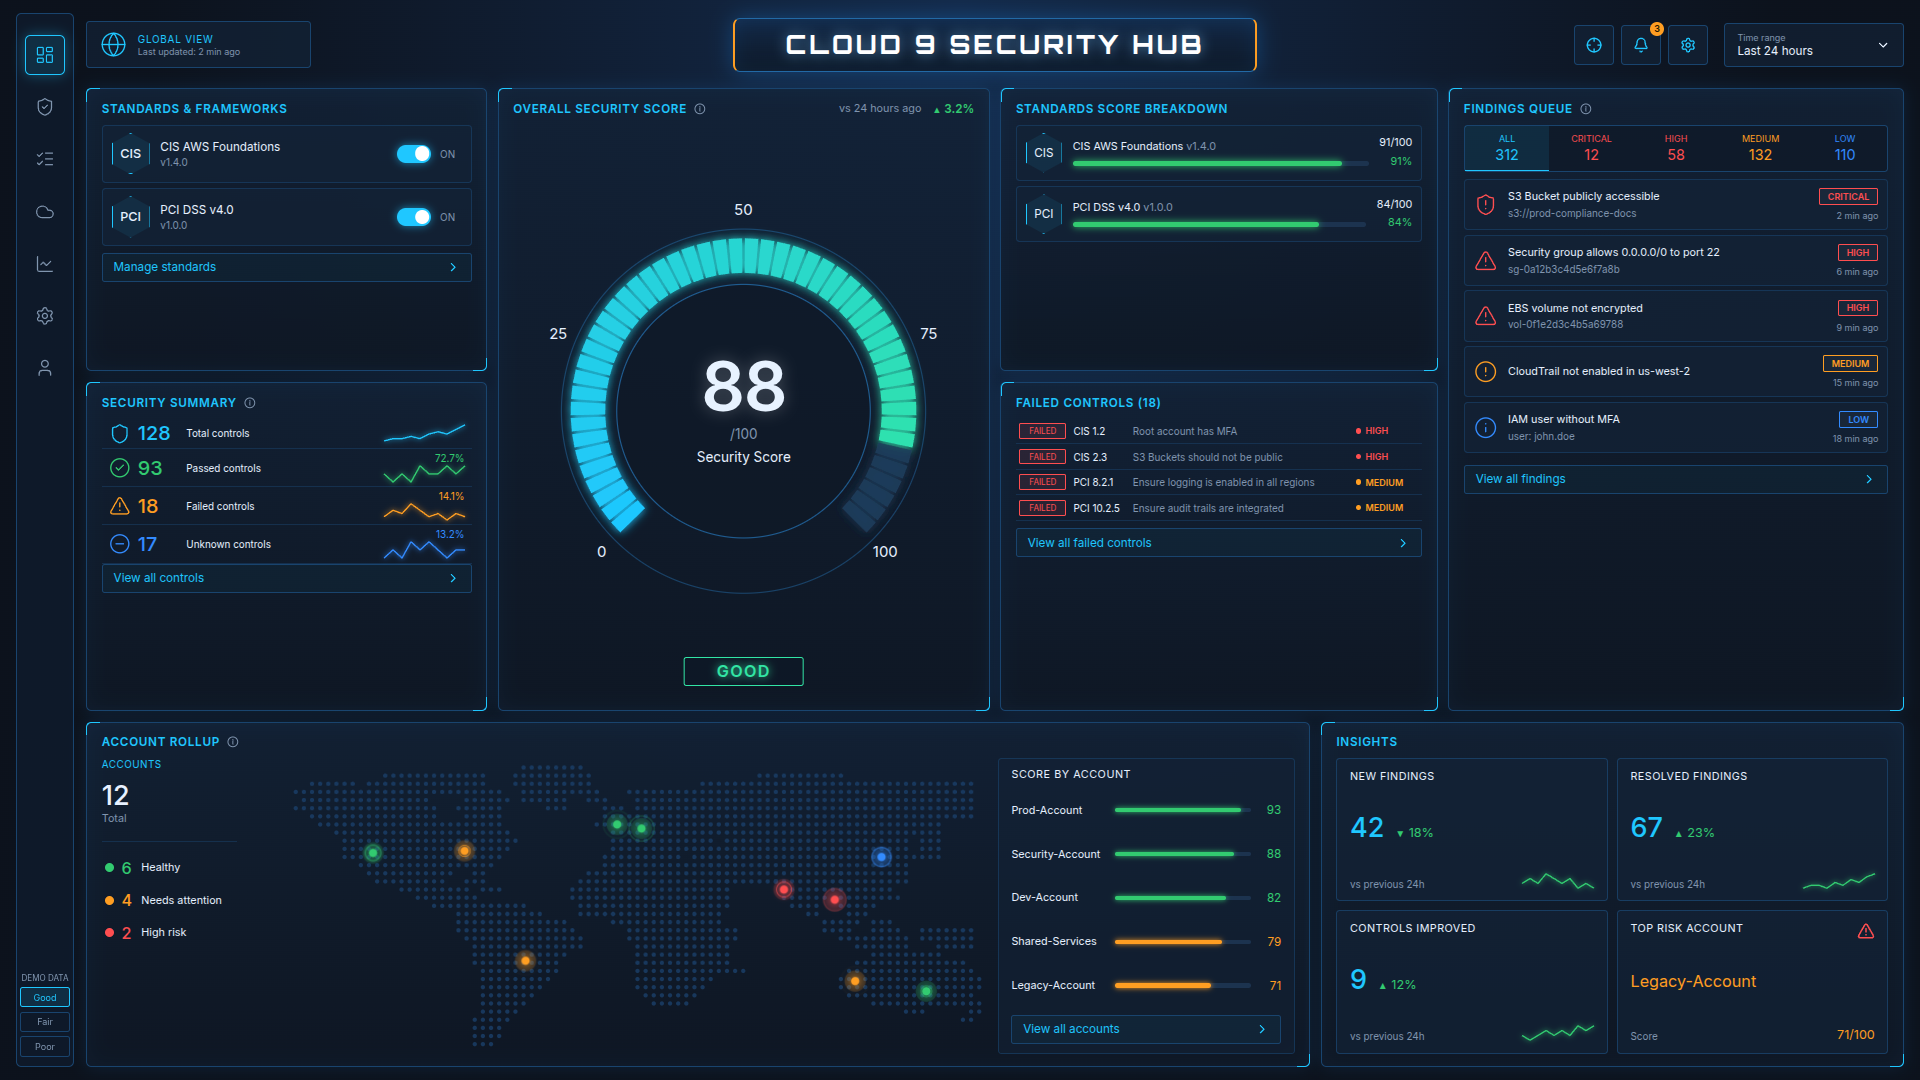 GLOBAL VIEW
Last updated: 2 min ago
CLOUD 9 SECURITY HUB
3
Time range
Last 24 hours
STANDARDS & FRAMEWORKS
CIS
CIS AWS Foundations
v1.4.0
ON
PCI
PCI DSS v4.0
v1.0.0
ON
Manage standards
SECURITY SUMMARY
128 Total controls
93 Passed controls 72.7%
18 Failed controls 14.1%
17 Unknown controls 13.2%
View all controls
OVERALL SECURITY SCORE
vs 24 hours ago ▲ 3.2%
50
25
75
88
/100
Security Score
0
100
GOOD
STANDARDS SCORE BREAKDOWN
CIS
CIS AWS Foundations v1.4.0
91/100
91%
PCI
PCI DSS v4.0 v1.0.0
84/100
84%
FAILED CONTROLS (18)
FAILED CIS 1.2 Root account has MFA HIGH
FAILED CIS 2.3 S3 Buckets should not be public HIGH
FAILED PCI 8.2.1 Ensure logging is enabled in all regions MEDIUM
FAILED PCI 10.2.5 Ensure audit trails are integrated MEDIUM
View all failed controls
FINDINGS QUEUE
ALL CRITICAL HIGH MEDIUM LOW
312 12 58 132 110
S3 Bucket publicly accessible CRITICAL
s3://prod-compliance-docs 2 min ago
Security group allows 0.0.0.0/0 to port 22 HIGH
sg-0a12b3c4d5e6f7a8b 6 min ago
EBS volume not encrypted HIGH
vol-0f1e2d3c4b5a69788 9 min ago
CloudTrail not enabled in us-west-2 MEDIUM
15 min ago
IAM user without MFA LOW
user: john.doe 18 min ago
View all findings
ACCOUNT ROLLUP
ACCOUNTS
12
Total
6 Healthy
4 Needs attention
2 High risk
SCORE BY ACCOUNT
Prod-Account 93
Security-Account 88
Dev-Account 82
Shared-Services 79
Legacy-Account 71
View all accounts
INSIGHTS
NEW FINDINGS
42 ▼ 18%
vs previous 24h
RESOLVED FINDINGS
67 ▲ 23%
vs previous 24h
CONTROLS IMPROVED
9 ▲ 12%
vs previous 24h
TOP RISK ACCOUNT
Legacy-Account
Score 71/100
DEMO DATA
Good
Fair
Poor